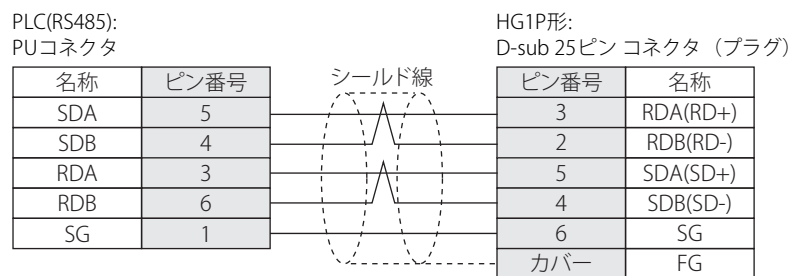 PLC(RS485):
PUコネクタ
HG1P形:
D-sub 25ピン コネクタ（プラグ）
名称 ピン番号 シールド線 ピン番号 名称
SDA 5 3 RDA(RD+)
SDB 4 2 RDB(RD-)
RDA 3 5 SDA(SD+)
RDB 6 4 SDB(SD-)
SG 1 6 SG
カバー FG